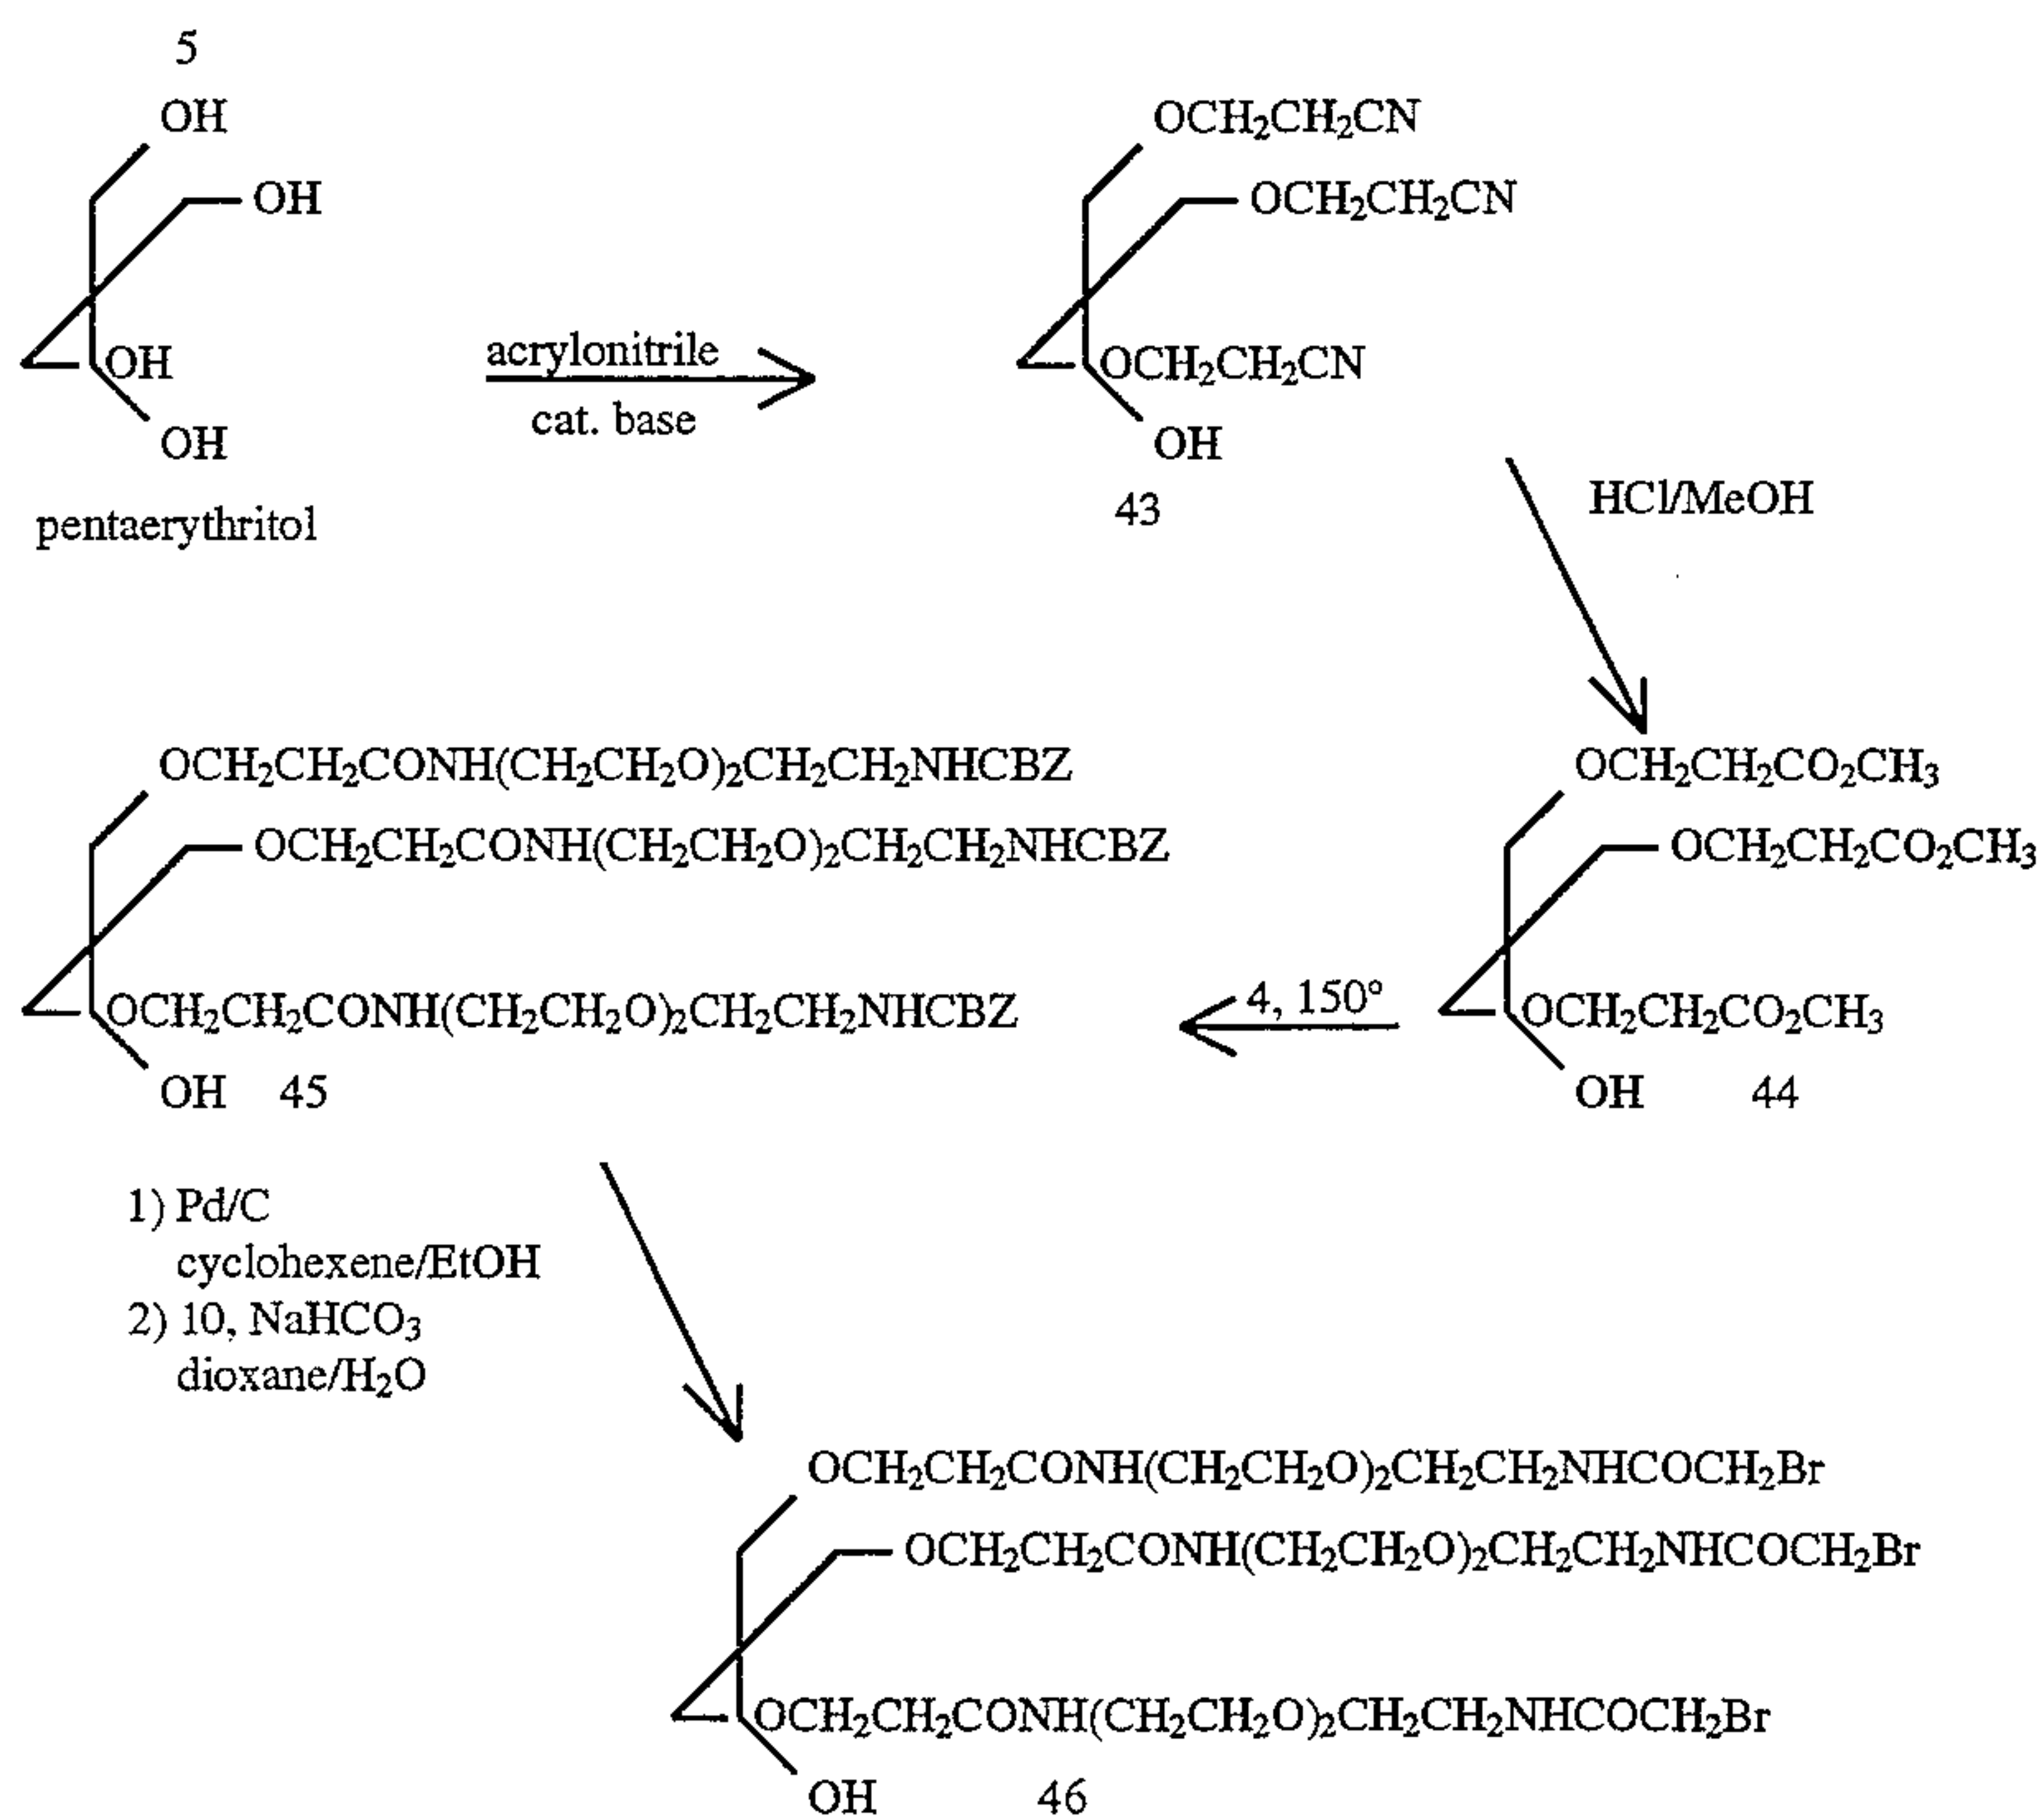 5
OH
OH
OH
OH
pentaerythritol
acrylonitrile
cat. base
OCH₂CH₂CN
OCH₂CH₂CN
OCH₂CH₂CN
OH
43
HCl/MeOH
OCH₂CH₂CO₂CH₃
OCH₂CH₂CO₂CH₃
OCH₂CH₂CO₂CH₃
OH 44
4, 150º
OCH₂CH₂CONH(CH₂CH₂O)₂CH₂CH₂NHCBZ
OCH₂CH₂CONH(CH₂CH₂O)₂CH₂CH₂NHCBZ
OCH₂CH₂CONH(CH₂CH₂O)₂CH₂CH₂NHCBZ
OH 45
1) Pd/C
cyclohexene/EtOH
2) 10, NaHCO₃
dioxane/H₂O
OCH₂CH₂CONH(CH₂CH₂O)₂CH₂CH₂NHCOCH₂Br
OCH₂CH₂CONH(CH₂CH₂O)₂CH₂CH₂NHCOCH₂Br
OCH₂CH₂CONH(CH₂CH₂O)₂CH₂CH₂NHCOCH₂Br
OH 46